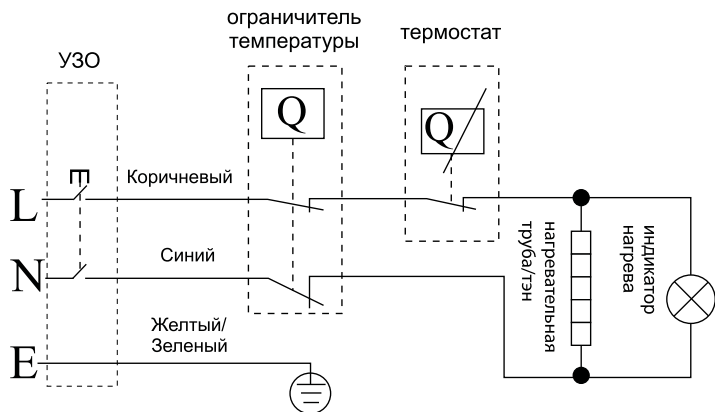 ограничитель
температуры
термостат
УЗО
Q
Q
L
Коричневый
N
Синий
E
Желтый/
Зеленый
нагревательная
труба/тэн
индикатор
нагрева